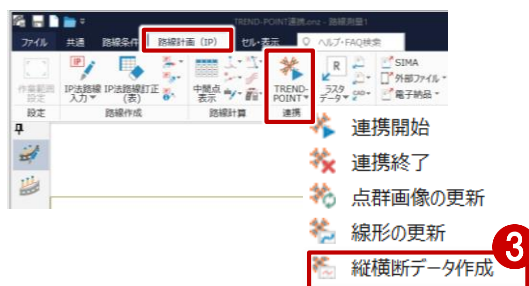 TREND-POINT連携.onz - 路線測量1
ファイル 共通 路線条件 路線計画（IP） セル・表示 ヘルプ・FAQ検索
作業範囲設定 IP法路線入力 IP法路線訂正（表） 中間点表示 TREND-POINT ラスタデータ SIMA
外部ファイル
電子納品
設定 路線作成 路線計算 連携
連携開始
連携終了
点群画像の更新
線形の更新
縦横断データ作成
3